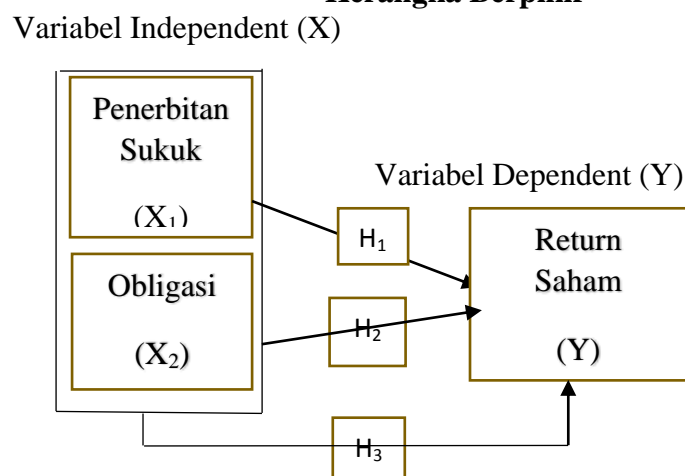 Variabel Independent (X)
Penerbitan
Sukuk
(X₁)
Variabel Dependent (Y)
H₁
Return
Saham
(Y)
Obligasi
(X₂)
H₂
H₃